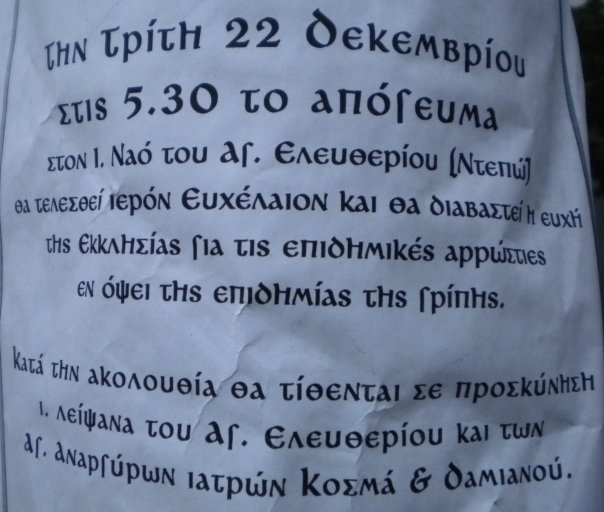 την Τρίτη 22 Δεκεμβρίου
στις 5.30 το απόγευμα
στον Ι. Ναό του Αγ. Ελευθερίου (Ντεπώ)
θα τελεσθεί ιερόν Ευχέλαιον και θα διαβαστεί η ευχή
της Εκκλησίας για τις επιδημικές αρρώστιες
εν όψει της επιδημίας της γρίπης.
Κατά την ακολουθία θα τίθενται σε προσκύνηση
ι. λείψανα του Αγ. Ελευθερίου και των
Αγ. Αναργύρων ιατρών Κοσμά & Δαμιανού.